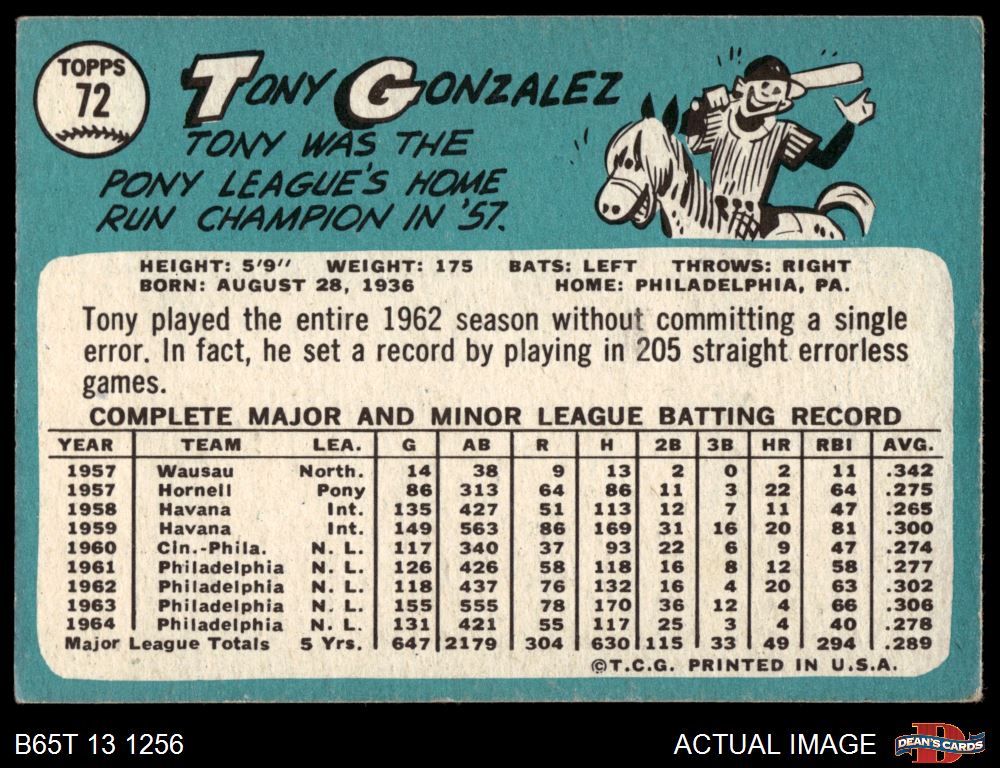 TOPPS
72
TONY GONZALEZ
TONY WAS THE
PONY LEAGUE'S HOME
RUN CHAMPION IN '57.
HEIGHT: 5'9" WEIGHT: 175 BATS: LEFT THROWS: RIGHT
BORN: AUGUST 28, 1936 HOME: PHILADELPHIA, PA.
Tony played the entire 1962 season without committing a single
error. In fact, he set a record by playing in 205 straight errorless
games.
COMPLETE MAJOR AND MINOR LEAGUE BATTING RECORD
YEAR TEAM LEA. G AB R H 2B 3B HR RBI AVG.
1957 Wausau North. 14 38 9 13 2 0 2 11 .342
1957 Hornell Pony 86 313 64 86 11 3 22 64 .275
1958 Havana Int. 135 427 51 113 12 7 11 47 .265
1959 Havana Int. 149 563 86 169 31 16 20 81 .300
1960 Cin.-Phila. N. L. 117 340 37 93 22 6 9 47 .274
1961 Philadelphia N. L. 126 426 58 118 16 8 12 58 .277
1962 Philadelphia N. L. 118 437 76 132 16 4 20 63 .302
1963 Philadelphia N. L. 155 555 78 170 36 12 4 66 .306
1964 Philadelphia N. L. 131 421 55 117 25 3 4 40 .278
Major League Totals 5 Yrs. 647 2179 304 630 115 33 49 294 .289
©T.C.G. PRINTED IN U.S.A.
B65T 13 1256 ACTUAL IMAGE DEAN'S CARDS